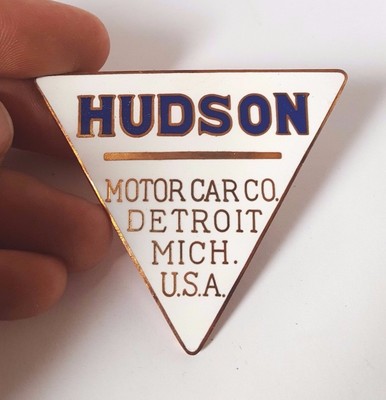 HUDSON
MOTOR CAR CO.
DETROIT
MICH.
U.S.A.